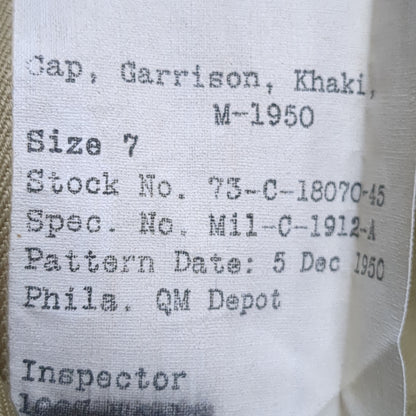 Cap, Garrison, Khaki,
M-1950
Size 7
Stock No. 73-C-18070-45
Spec. No. Mil-C-1912-A
Pattern Date: 5 Dec 1950
Phila. QM Depot
Inspector